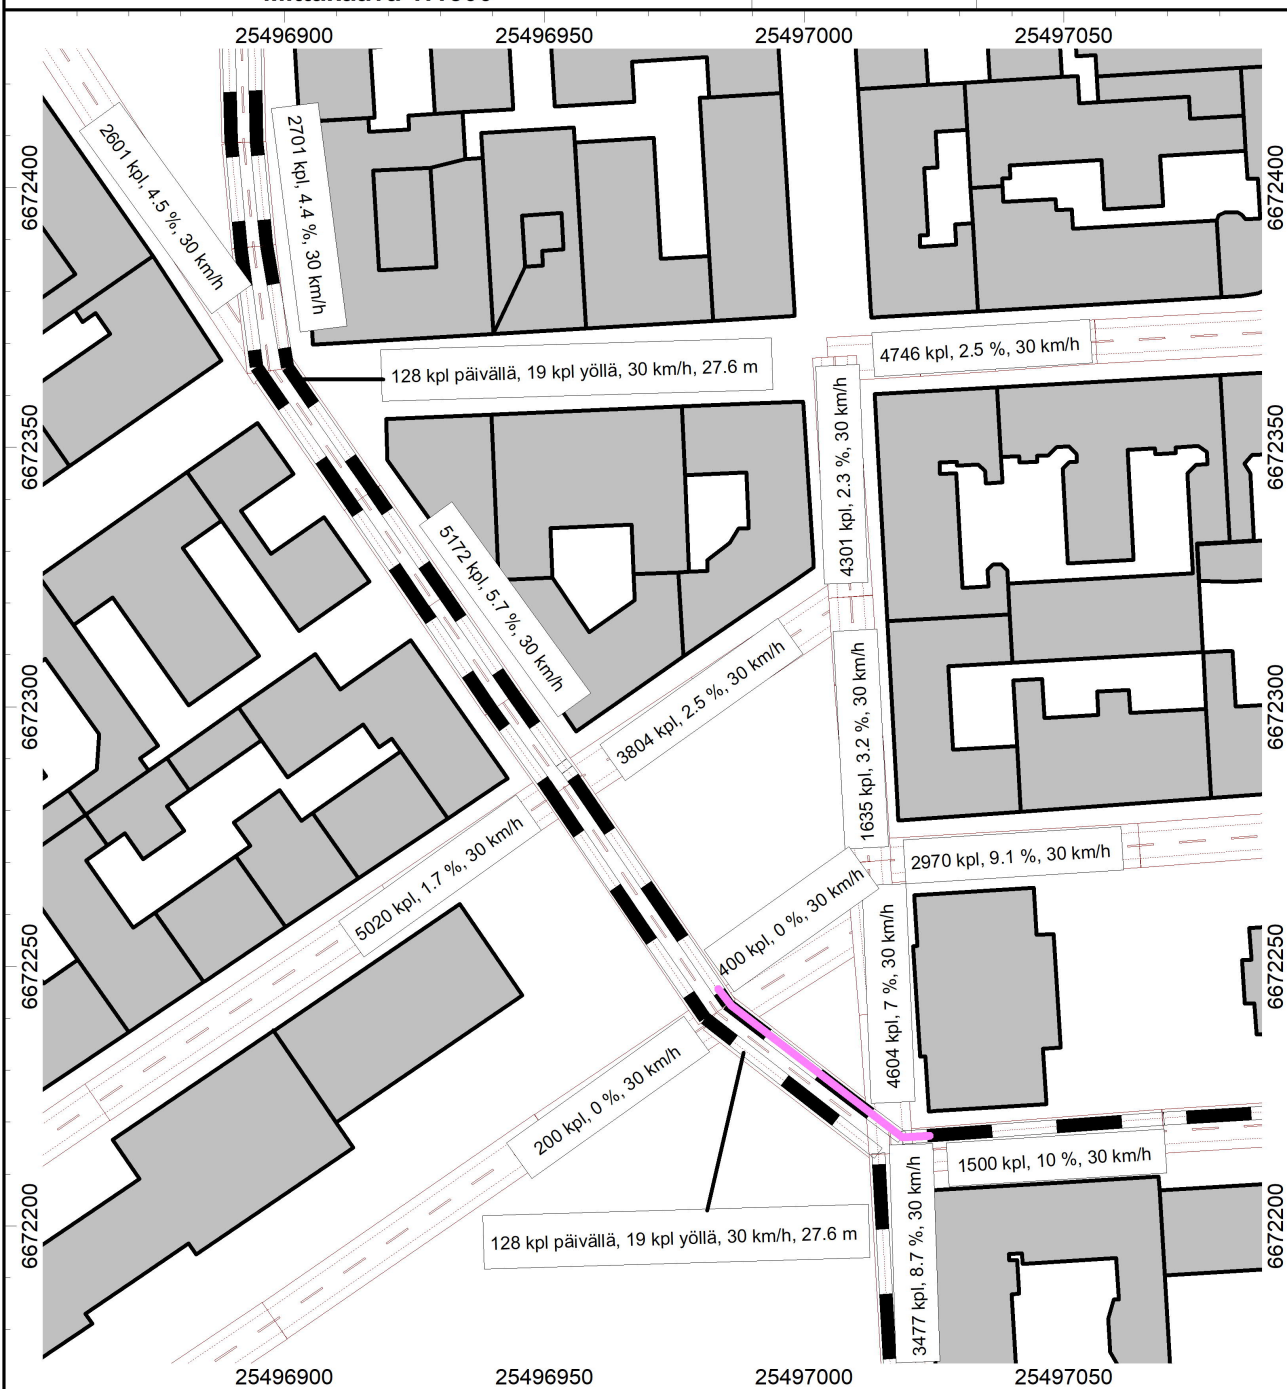 25496900
25496950
25497000
25497050
6672400
6672400
2601 kpl, 4.5 %, 30 km/h
2701 kpl, 4.4 %, 30 km/h
4746 kpl, 2.5 %, 30 km/h
128 kpl päivällä, 19 kpl yöllä, 30 km/h, 27.6 m
6672350
6672350
4301 kpl, 2.3 %, 30 km/h
5172 kpl, 5.7 %, 30 km/h
6672300
6672300
3804 kpl, 2.5 %, 30 km/h
1635 kpl, 3.2 %, 30 km/h
2970 kpl, 9.1 %, 30 km/h
5020 kpl, 1.7 %, 30 km/h
400 kpl, 0 %, 30 km/h
6672250
6672250
4604 kpl, 7 %, 30 km/h
200 kpl, 0 %, 30 km/h
1500 kpl, 10 %, 30 km/h
6672200
6672200
128 kpl päivällä, 19 kpl yöllä, 30 km/h, 27.6 m
3477 kpl, 8.7 %, 30 km/h
25496900
25496950
25497000
25497050